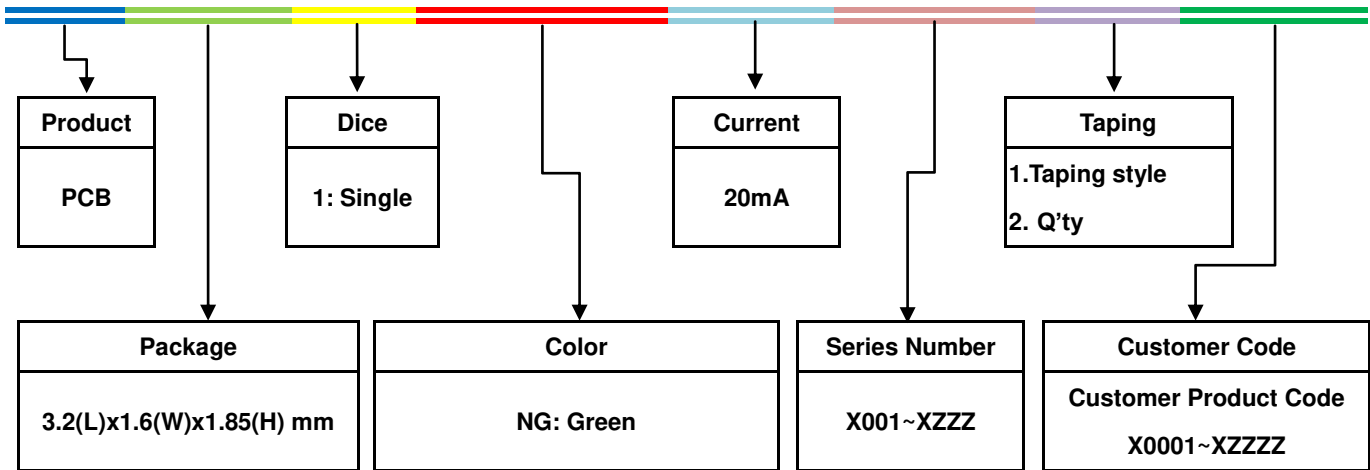 Product
PCB
Dice
1: Single
Current
20mA
Taping
1.Taping style
2. Q’ty
Package
3.2(L)x1.6(W)x1.85(H) mm
Color
NG: Green
Series Number
X001~XZZZ
Customer Code
Customer Product Code
X0001~XZZZZ